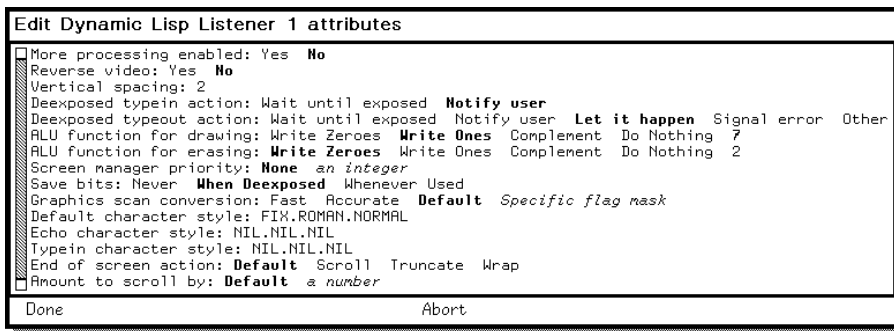 Edit Dynamic Lisp Listener 1 attributes
More processing enabled: Yes No
Reverse video: Yes No
Vertical spacing: 2
Deexposed typein action: Wait until exposed Notify user
Deexposed typeout action: Wait until exposed Notify user Let it happen Signal error Other
ALU function for drawing: Write Zeroes Write Ones Complement Do Nothing 7
ALU function for erasing: Write Zeroes Write Ones Complement Do Nothing 2
Screen manager priority: None an integer
Save bits: Never When Deexposed Whenever Used
Graphics scan conversion: Fast Accurate Default Specific flag mask
Default character style: FIX.ROMAN.NORMAL
Echo character style: NIL.NIL.NIL
Typein character style: NIL.NIL.NIL
End of screen action: Default Scroll Truncate Wrap
Amount to scroll by: Default a number
Done Abort